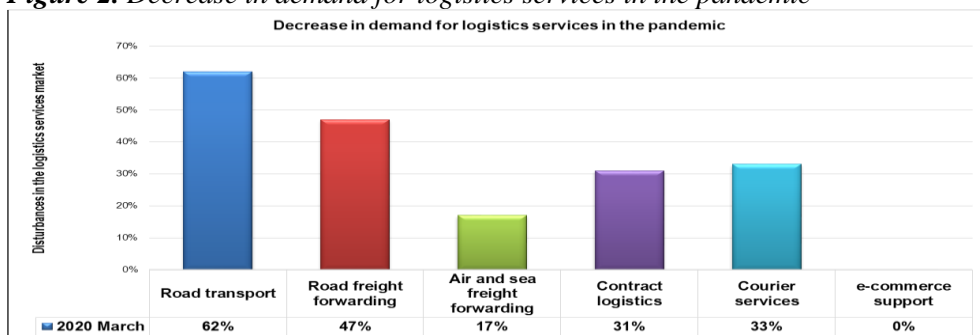 Figure 2. Decrease in demand for logistics services in the pandemic
Decrease in demand for logistics services in the pandemic
Disturbances in the logistics services market
70%
60%
50%
40%
30%
20%
10%
0%
Road transport
Road freight
forwarding
Air and sea
freight
forwarding
Contract
logistics
Courier
services
e-commerce
support
2020 March 62% 47% 17% 31% 33% 0%